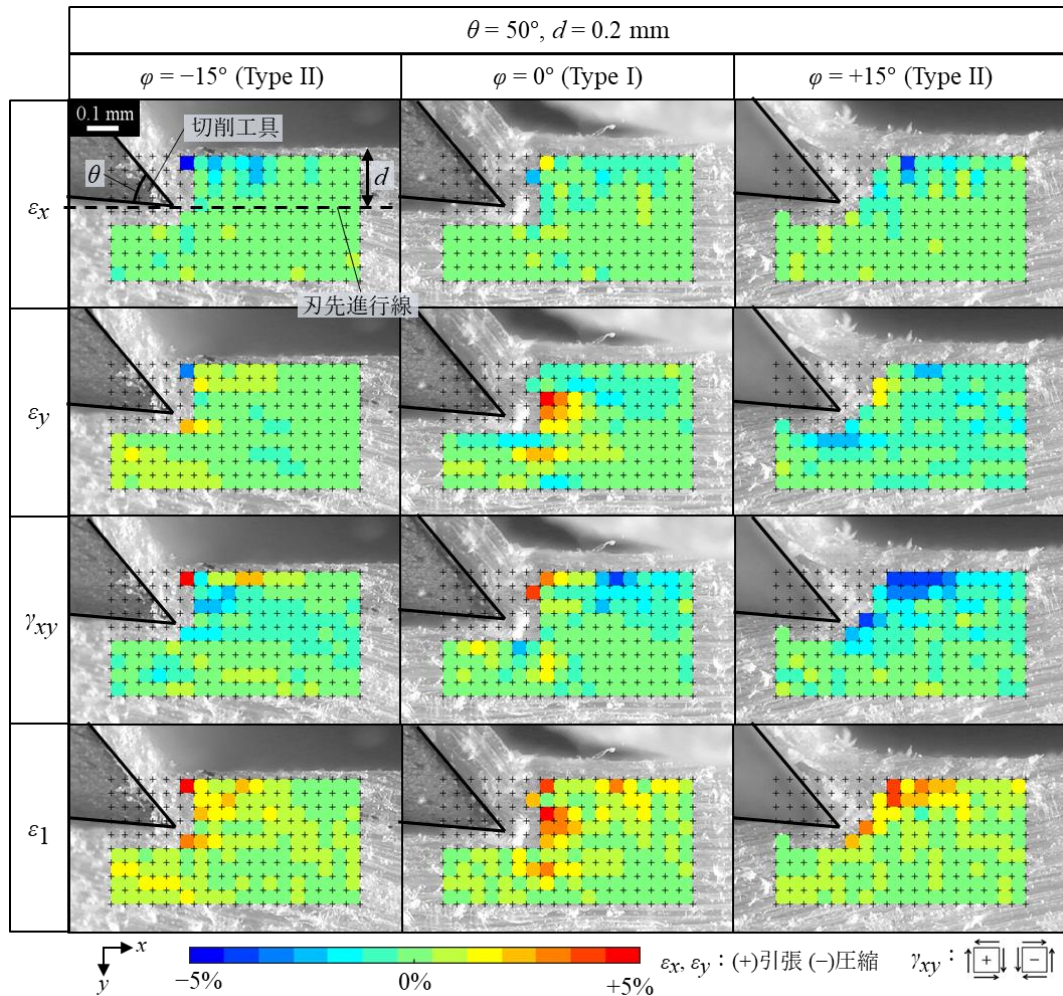 θ = 50°, d = 0.2 mm
φ = −15° (Type II)
φ = 0° (Type I)
φ = +15° (Type II)
0.1 mm
切削工具
θ
d
εx
刃先進行線
εy
γxy
ε1
x
y
−5%
0%
+5%
εx, εy：(+)引張 (−)圧縮
γxy：
+
−